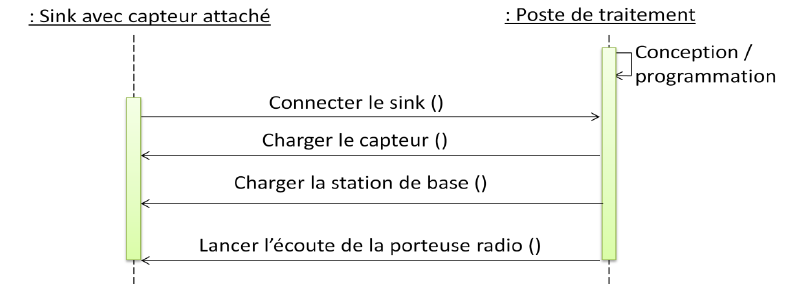 : Sink avec capteur attaché
: Poste de traitement
Conception /
programmation
Connecter le sink ()
Charger le capteur ()
Charger la station de base ()
Lancer l’écoute de la porteuse radio ()